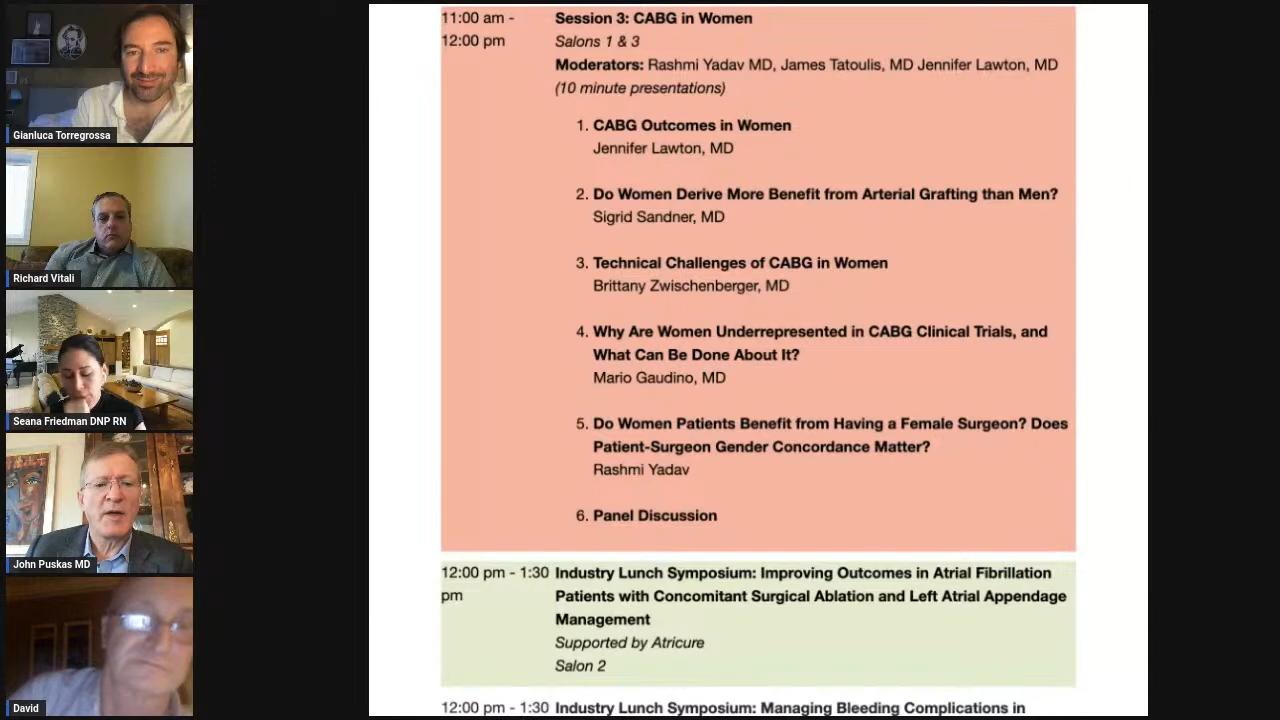 Gianluca Torregrossa
Richard Vitali
Seana Friedman DNP RN
John Puskas MD
David
11:00 am -
12:00 pm
Session 3: CABG in Women
Salons 1 & 3
Moderators: Rashmi Yadav MD, James Tatoulis, MD Jennifer Lawton, MD
(10 minute presentations)
1. CABG Outcomes in Women
Jennifer Lawton, MD
2. Do Women Derive More Benefit from Arterial Grafting than Men?
Sigrid Sandner, MD
3. Technical Challenges of CABG in Women
Brittany Zwischenberger, MD
4. Why Are Women Underrepresented in CABG Clinical Trials, and
What Can Be Done About It?
Mario Gaudino, MD
5. Do Women Patients Benefit from Having a Female Surgeon? Does
Patient-Surgeon Gender Concordance Matter?
Rashmi Yadav
6. Panel Discussion
12:00 pm - 1:30
pm
Industry Lunch Symposium: Improving Outcomes in Atrial Fibrillation
Patients with Concomitant Surgical Ablation and Left Atrial Appendage
Management
Supported by Atricure
Salon 2
12:00 pm - 1:30
Industry Lunch Symposium: Managing Bleeding Complications in